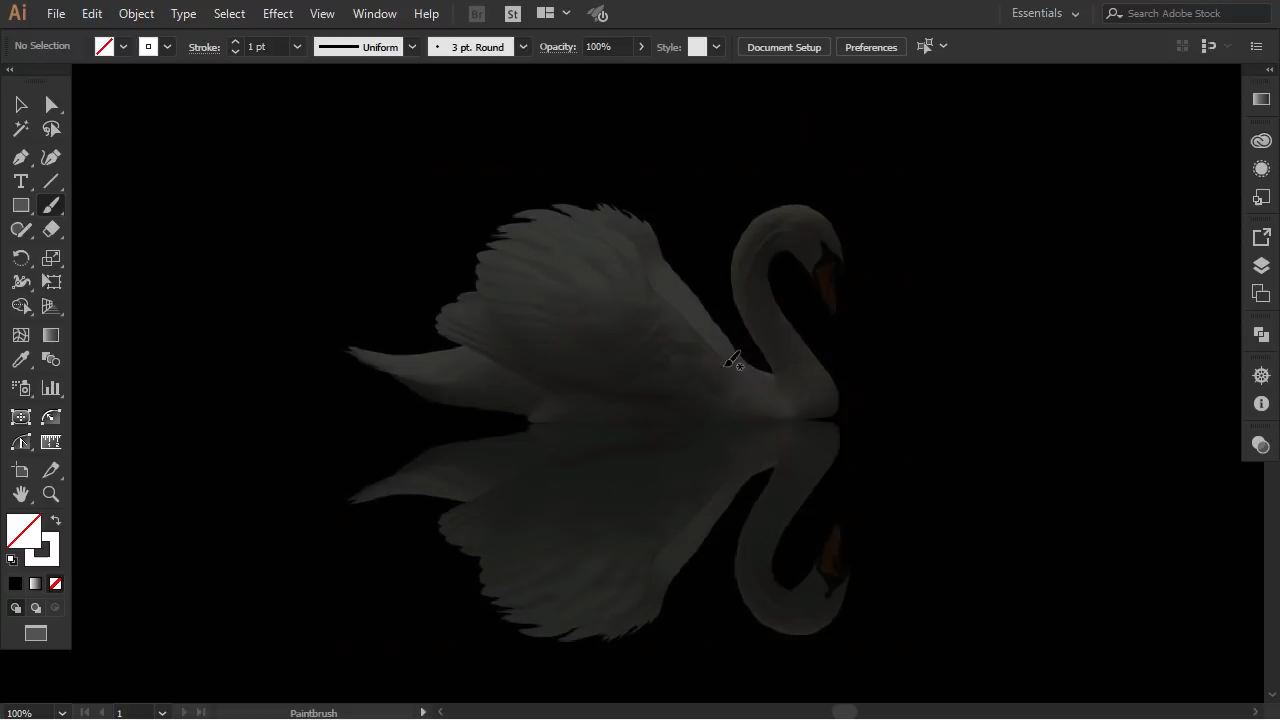 Ai File Edit Object Type Select Effect View Window Help Br St Essentials Search Adobe Stock
No Selection Stroke: 1 pt Uniform 3 pt. Round Opacity: 100% Style: Document Setup Preferences
T
100% 1 Paintbrush